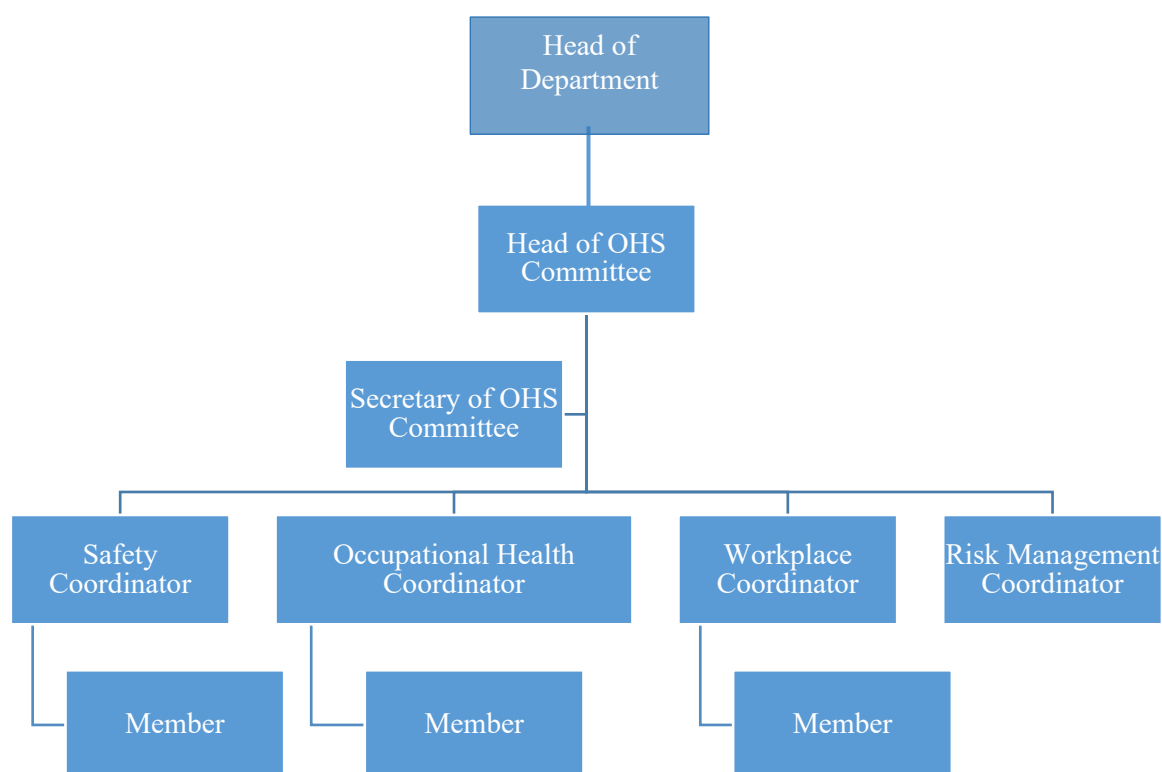 Head of
Department
Head of OHS
Committee
Secretary of OHS
Committee
Safety
Coordinator
Occupational Health
Coordinator
Workplace
Coordinator
Risk Management
Coordinator
Member
Member
Member